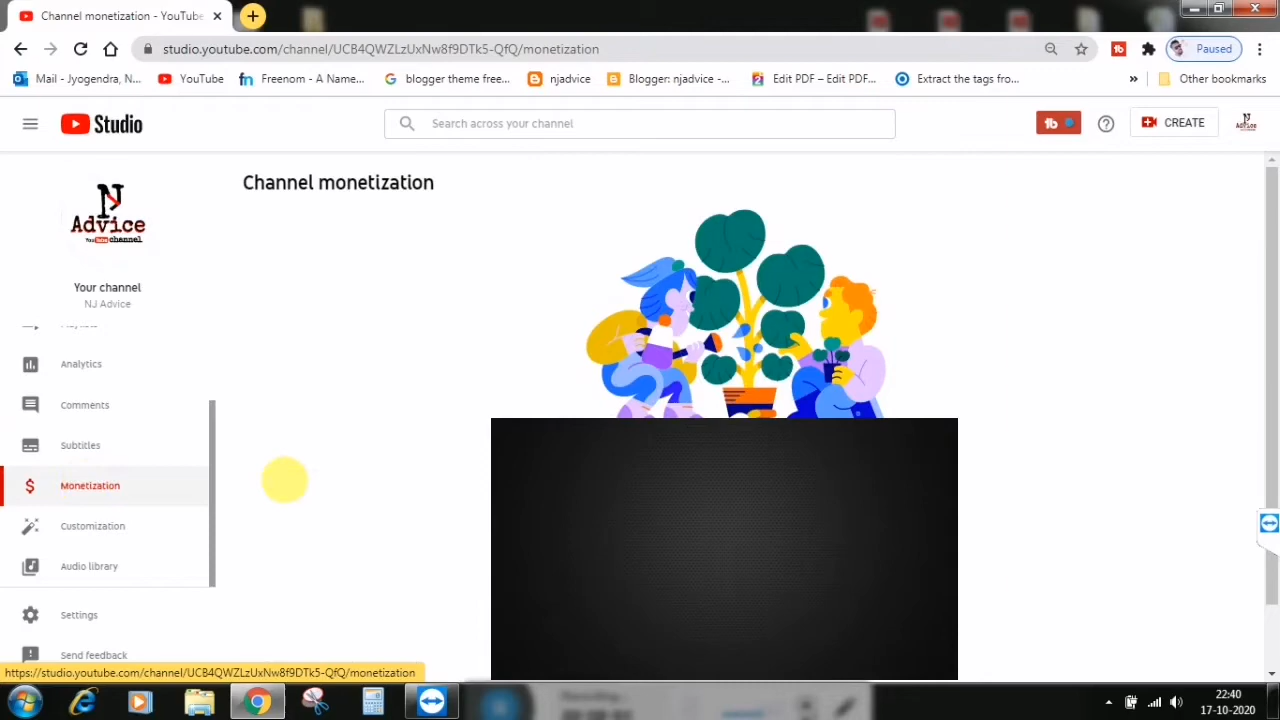 Channel monetization - YouTube
studio.youtube.com/channel/UCB4QWZLzUxNw8f9DTk5-QfQ/monetization
Paused
Mail - Jyogendra, N...
YouTube
Freenom - A Name...
blogger theme free...
njadvice
Blogger: njadvice -...
Edit PDF – Edit PDF...
Extract the tags fro...
»
Other bookmarks
Studio
Search across your channel
CREATE
N
Advice
YouTube channel
Channel monetization
Your channel
NJ Advice
Analytics
Comments
Subtitles
Monetization
Customization
Audio library
Settings
Send feedback
https://studio.youtube.com/channel/UCB4QWZLzUxNw8f9DTk5-QfQ/monetization
Recording...
22:40
17-10-2020